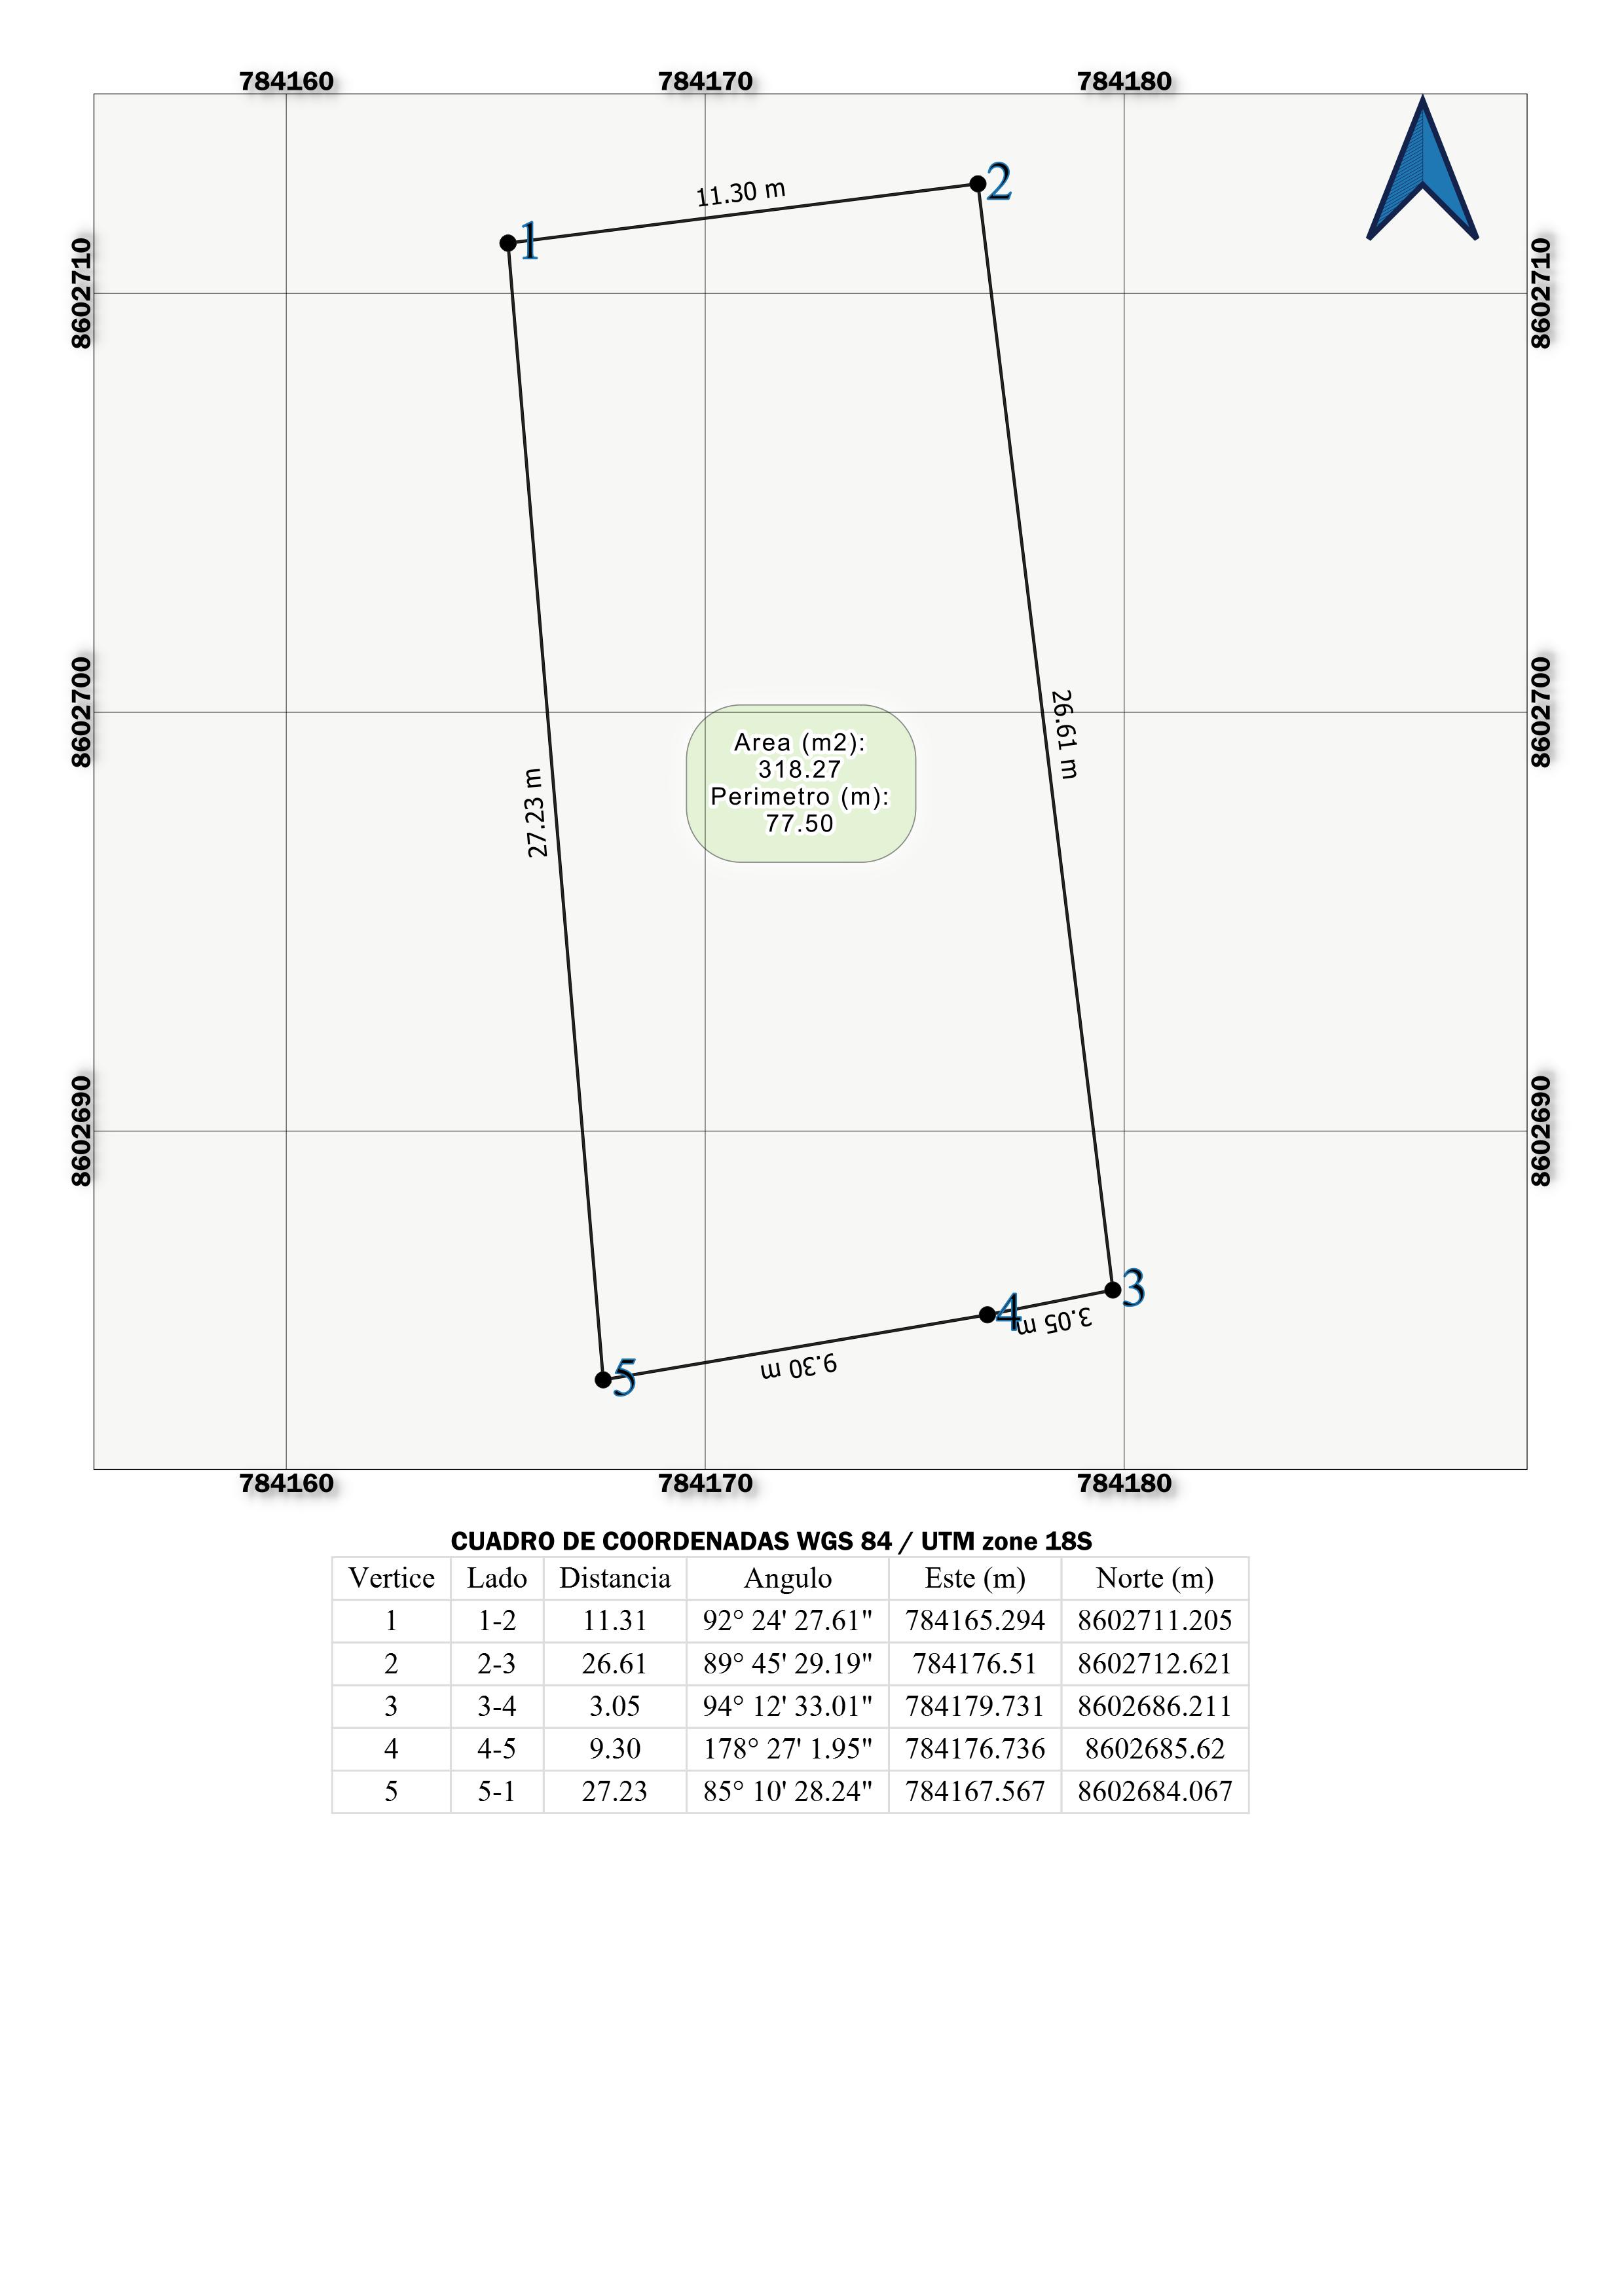 784160 784170 784180
2
11.30 m
1
8602710 8602710
8602700 8602700
26.61 m
Area (m2):
318.27
Perimetro (m):
77.50
27.23 m
8602690 8602690
3
4
3.05 m
9.30 m
5
784160 784170 784180
CUADRO DE COORDENADAS WGS 84 / UTM zone 18S
Vertice Lado Distancia Angulo Este (m) Norte (m)
1 1-2 11.31 92° 24' 27.61" 784165.294 8602711.205
2 2-3 26.61 89° 45' 29.19" 784176.51 8602712.621
3 3-4 3.05 94° 12' 33.01" 784179.731 8602686.211
4 4-5 9.30 178° 27' 1.95" 784176.736 8602685.62
5 5-1 27.23 85° 10' 28.24" 784167.567 8602684.067